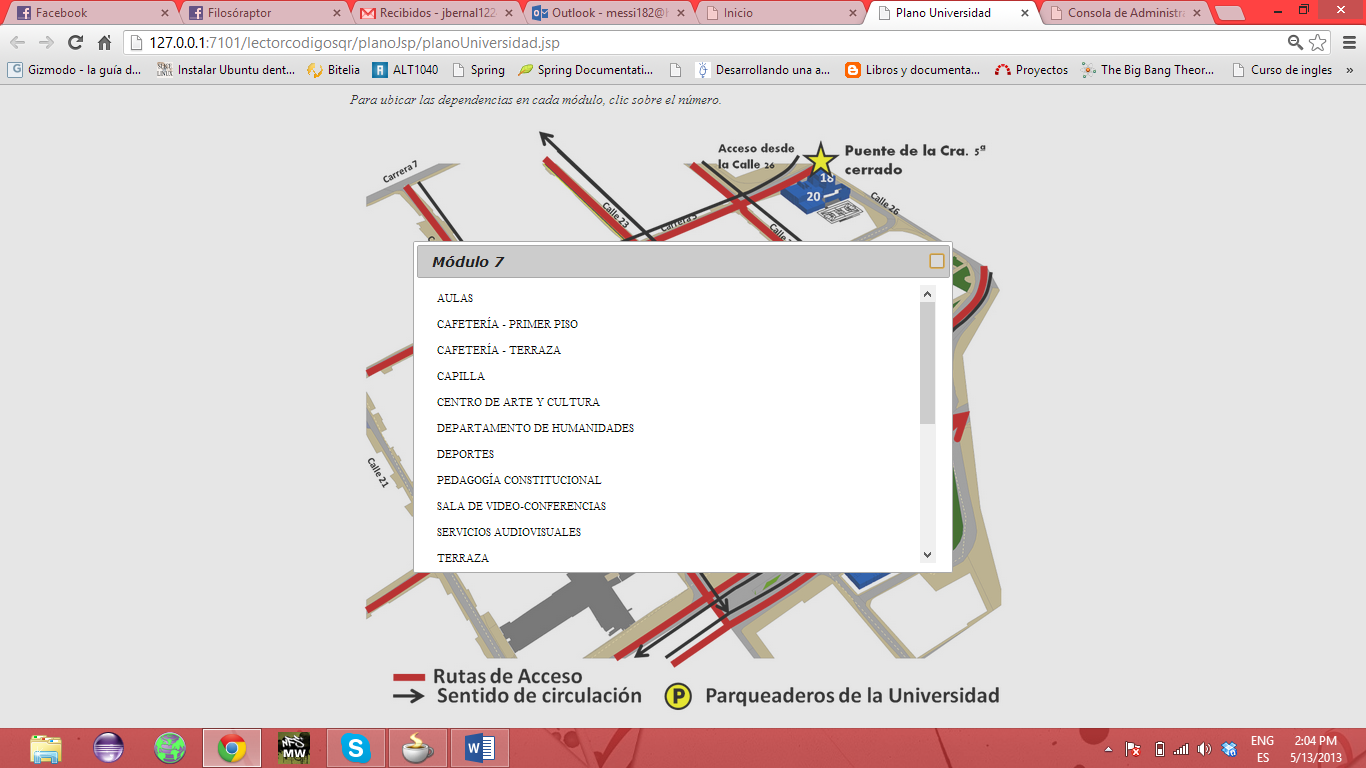 Facebook
Filosóraptor
Recibidos - jbernal122
Outlook - messi182@h
Inicio
Plano Universidad
Consola de Administra
127.0.0.1:7101/lectorcodigosqr/planoJsp/planoUniversidad.jsp
Gizmodo - la guía d...
Instalar Ubuntu dent...
Bitelia
ALT1040
Spring
Spring Documentati...
Desarrollando una a...
Libros y documenta...
Proyectos
The Big Bang Theor...
Curso de ingles
»
Para ubicar las dependencias en cada módulo, clic sobre el número.
Acceso desde
la Calle 26
Puente de la Cra. 5ª
cerrado
Carrera 7
18
20
Calle 26
Calle 23
Carrera 5
Módulo 7
AULAS
CAFETERÍA - PRIMER PISO
CAFETERÍA - TERRAZA
CAPILLA
CENTRO DE ARTE Y CULTURA
DEPARTAMENTO DE HUMANIDADES
DEPORTES
PEDAGOGÍA CONSTITUCIONAL
SALA DE VIDEO-CONFERENCIAS
SERVICIOS AUDIOVISUALES
TERRAZA
Calle 21
Rutas de Acceso
Sentido de circulación
P Parqueaderos de la Universidad
NFS
MW
ENG
ES
2:04 PM
5/13/2013